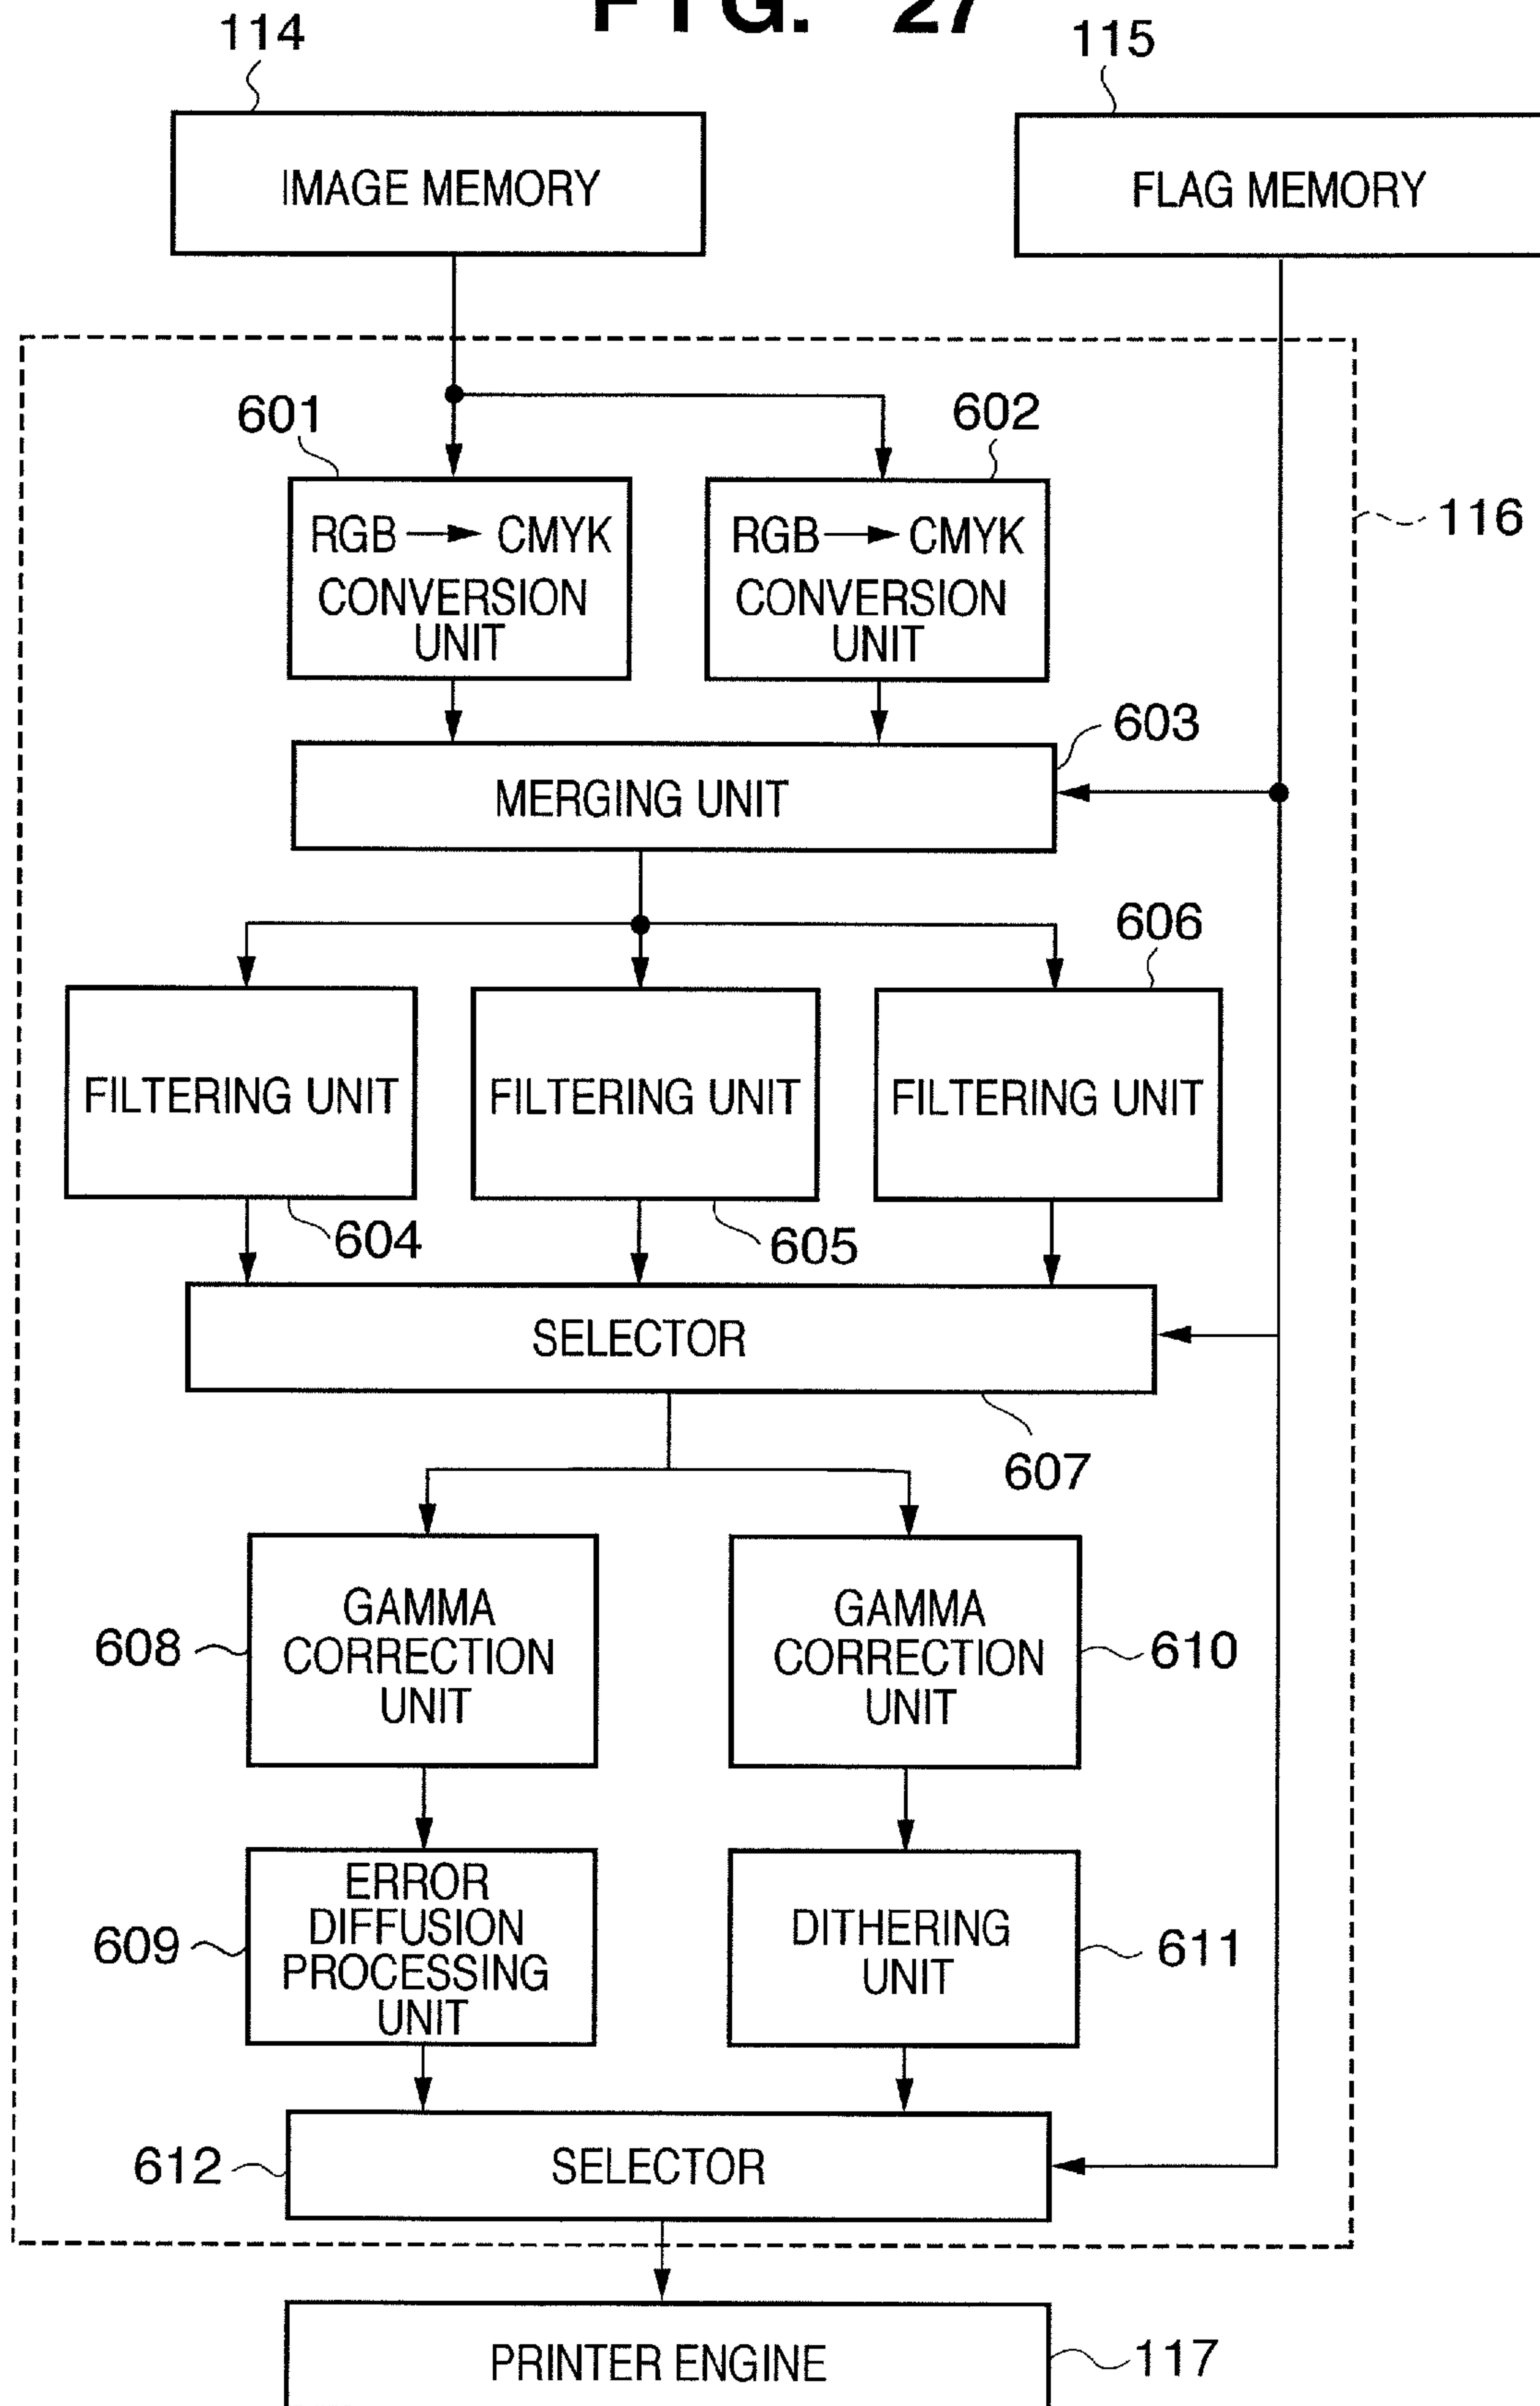 FIG. 27
114
115
IMAGE MEMORY
FLAG MEMORY
601
602
RGB → CMYK
CONVERSION
UNIT
RGB → CMYK
CONVERSION
UNIT
116
603
MERGING UNIT
606
FILTERING UNIT
FILTERING UNIT
FILTERING UNIT
604
605
SELECTOR
607
608
GAMMA
CORRECTION
UNIT
GAMMA
CORRECTION
UNIT
610
609
ERROR
DIFFUSION
PROCESSING
UNIT
DITHERING
UNIT
611
612
SELECTOR
PRINTER ENGINE
117